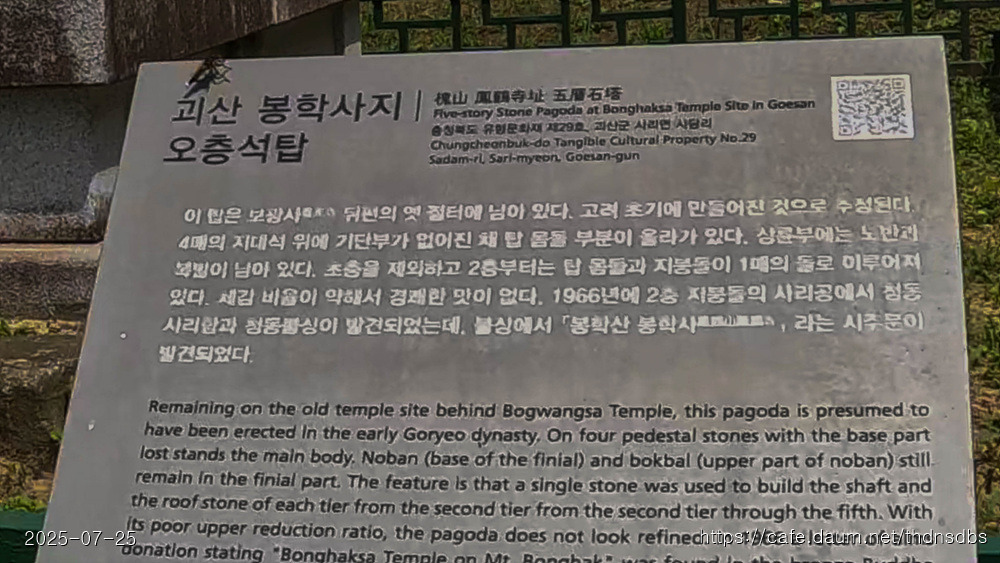 괴산 봉학사지
오층석탑
槐山 鳳鶴寺址 五層石塔
Five-story Stone Pagoda at Bonghaksa Temple Site in Goesan
충청북도 유형문화재 제29호, 괴산군 사리면 사담리
Chungcheonbuk-do Tangible Cultural Property No.29
Sadam-ri, Sari-myeon, Goesan-gun
이 탑은 보광사 뒤편의 옛 절터에 남아 있다. 고려 초기에 만들어진 것으로 추정된다.
4매의 지대석 위에 기단부가 없어진 채 탑 몸돌 부분이 올라가 있다. 상륜부에는 노반과
복발이 남아 있다. 초층을 제외하고 2층부터는 탑 몸돌과 지붕돌이 1매의 돌로 이루어져
있다. 체감 비율이 약해서 경쾌한 맛이 없다. 1966년에 2층 지붕돌의 사리공에서 청동
사리함과 청동불상이 발견되었는데, 불상에서 「봉학산 봉학사 」라는 시주문이
발견되었다.
Remaining on the old temple site behind Bogwangsa Temple, this pagoda is presumed to
have been erected in the early Goryeo dynasty. On four pedestal stones with the base part
lost stands the main body. Noban (base of the finial) and bokbal (upper part of noban) still
remain in the finial part. The feature is that a single stone was used to build the shaft and
the roof stone of each tier from the second tier from the second tier through the fifth. With
its poor upper reduction ratio, the pagoda does not look refined.
donation stating "Bonghaksa Temple on Mt. Bonghak" was found in the bronze Buddha
2025-07-25
https://cafe.daum.net/thdnsdbs